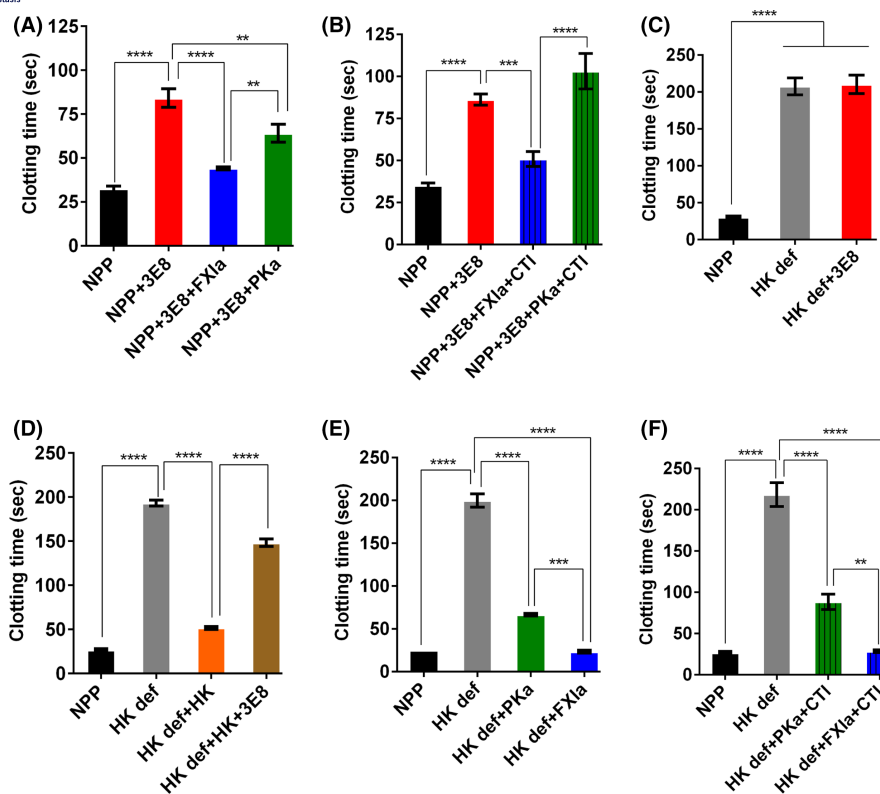 (A)
Clotting time (sec)
125
100
75
50
25
0
****
****
**
**
NPP
NPP+3E8
NPP+3E8+FXIa
NPP+3E8+PKa
(B)
Clotting time (sec)
125
100
75
50
25
0
****
***
****
NPP
NPP+3E8
NPP+3E8+FXIa+CTI
NPP+3E8+PKa+CTI
(C)
Clotting time (sec)
250
200
150
100
50
0
****
NPP
HK def
HK def+3E8
(D)
Clotting time (sec)
250
200
150
100
50
0
****
****
****
NPP
HK def
HK def+HK
HK def+HK+3E8
(E)
Clotting time (sec)
250
200
150
100
50
0
****
****
****
***
NPP
HK def
HK def+PKa
HK def+FXIa
(F)
Clotting time (sec)
250
200
150
100
50
0
****
****
****
**
NPP
HK def
HK def+PKa+CTI
HK def+FXIa+CTI